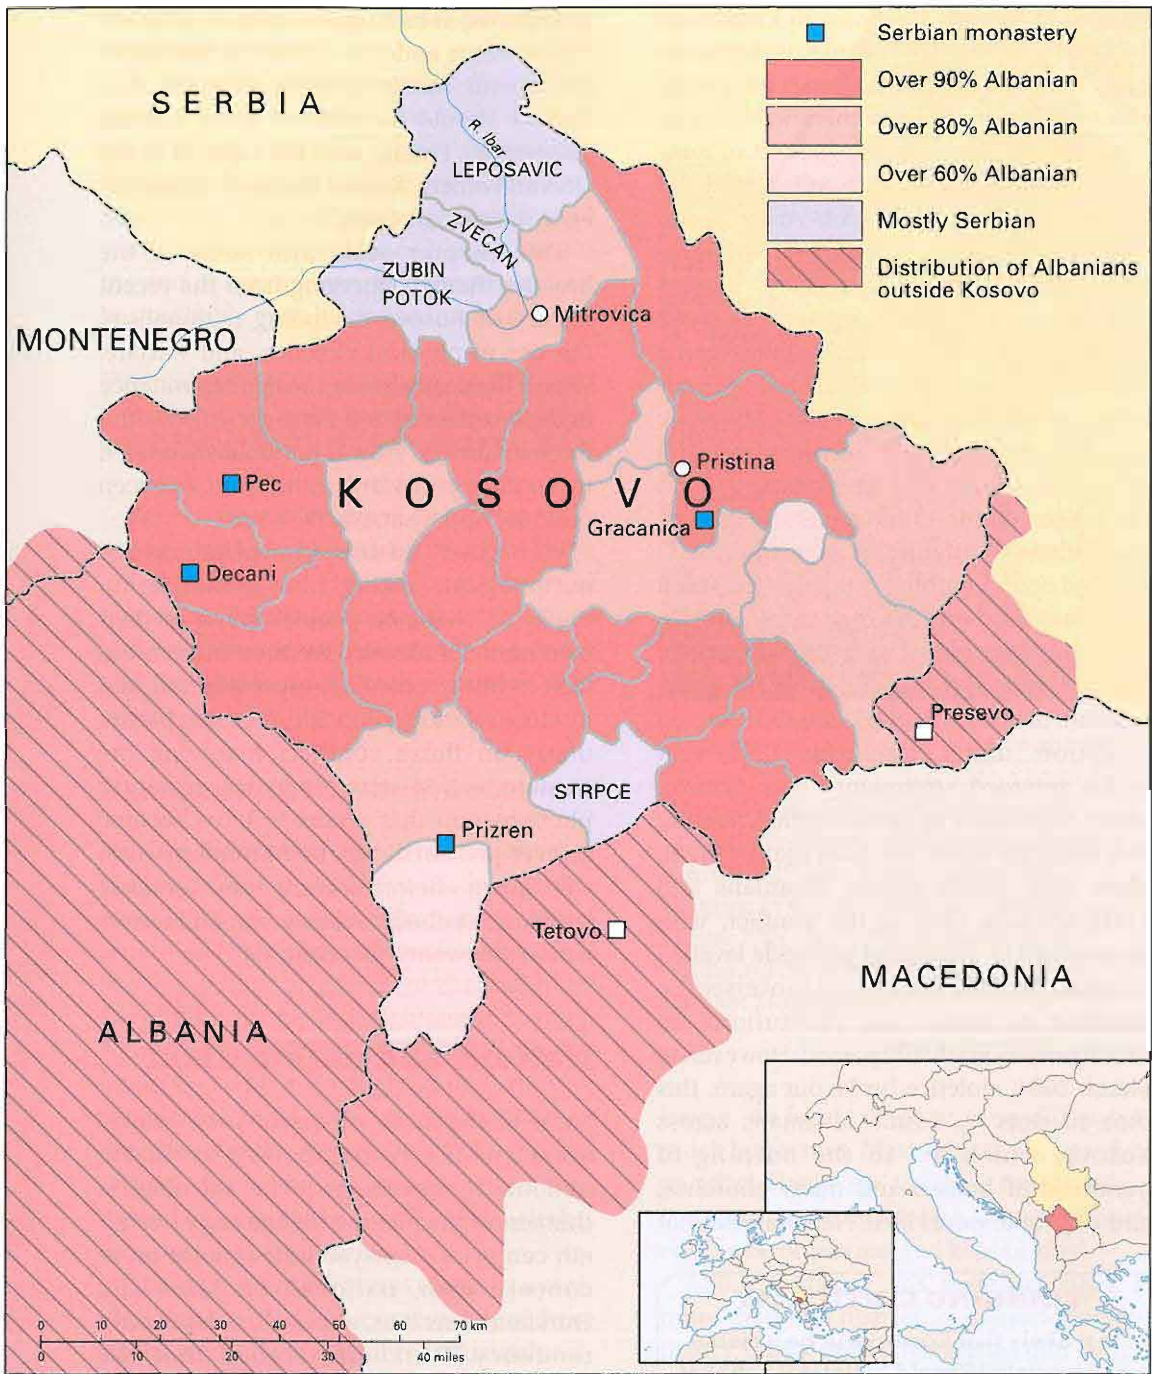 Serbian monastery
Over 90% Albanian
Over 80% Albanian
Over 60% Albanian
Mostly Serbian
Distribution of Albanians
outside Kosovo
SERBIA
R. Ibar
LEPOSAVIC
ZVECAN
ZUBIN
POTOK
Mitrovica
MONTENEGRO
Pec
KOSOVO
Pristina
Gracanica
Decani
Presevo
STRPCE
Prizren
Tetovo
MACEDONIA
ALBANIA
0 10 20 30 40 50 60 70 km
0 10 20 30 40 miles